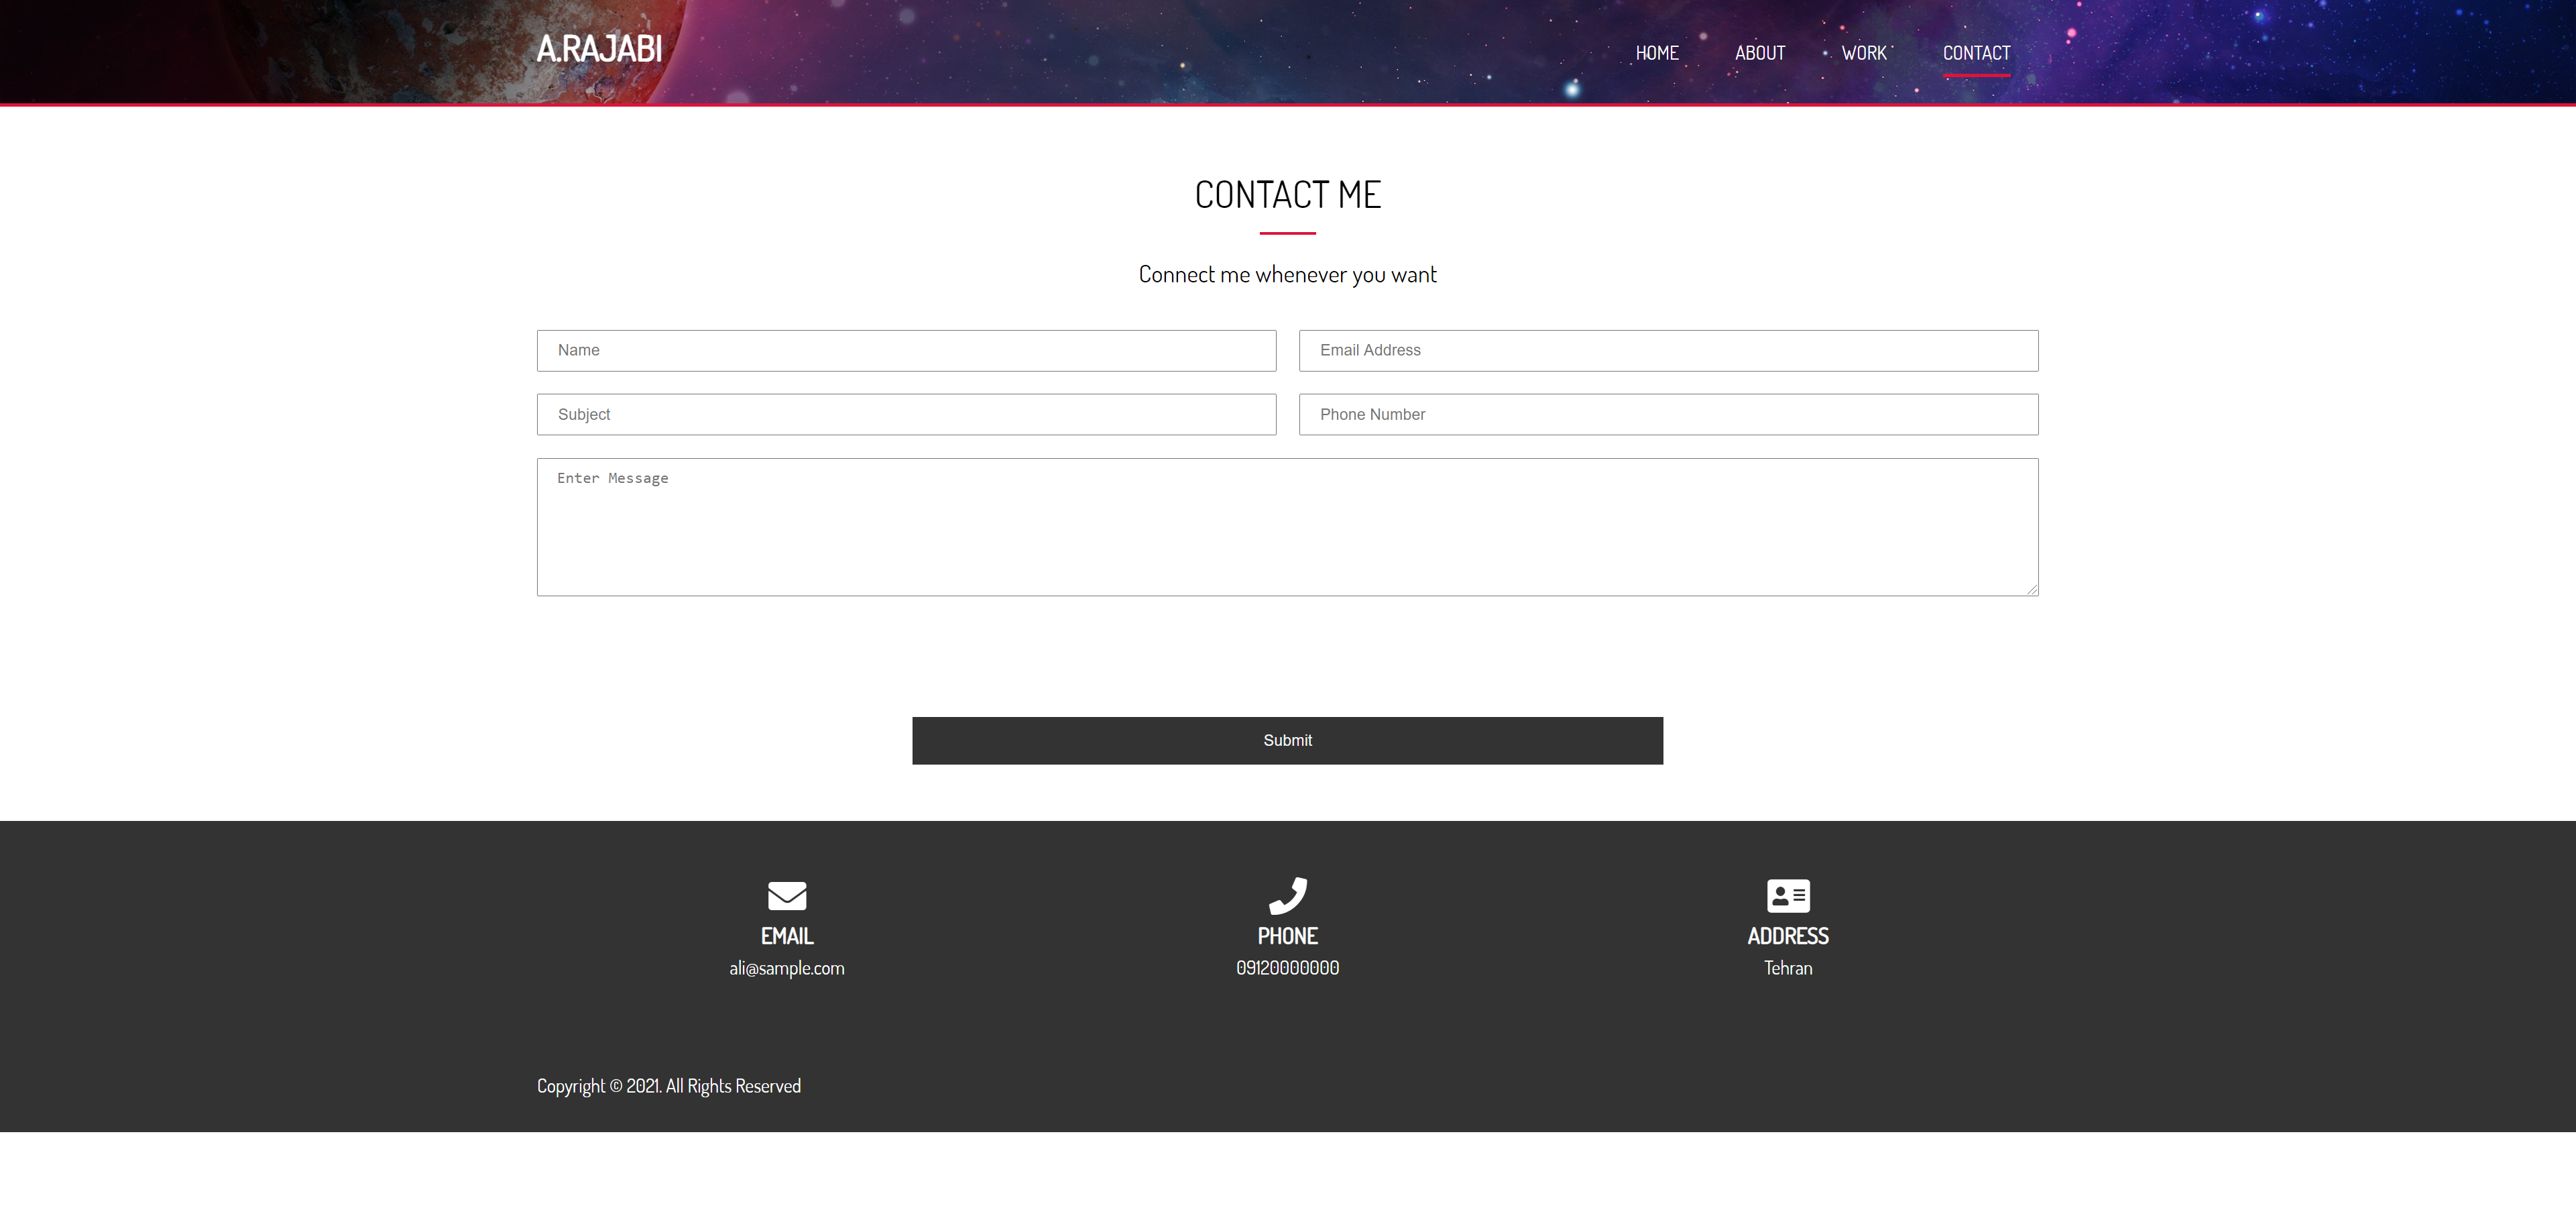 A.RAJABI
HOME ABOUT WORK CONTACT
CONTACT ME
Connect me whenever you want
Name Email Address
Subject Phone Number
Enter Message
Submit
EMAIL PHONE ADDRESS
ali@sample.com 09120000000 Tehran
Copyright © 2021. All Rights Reserved